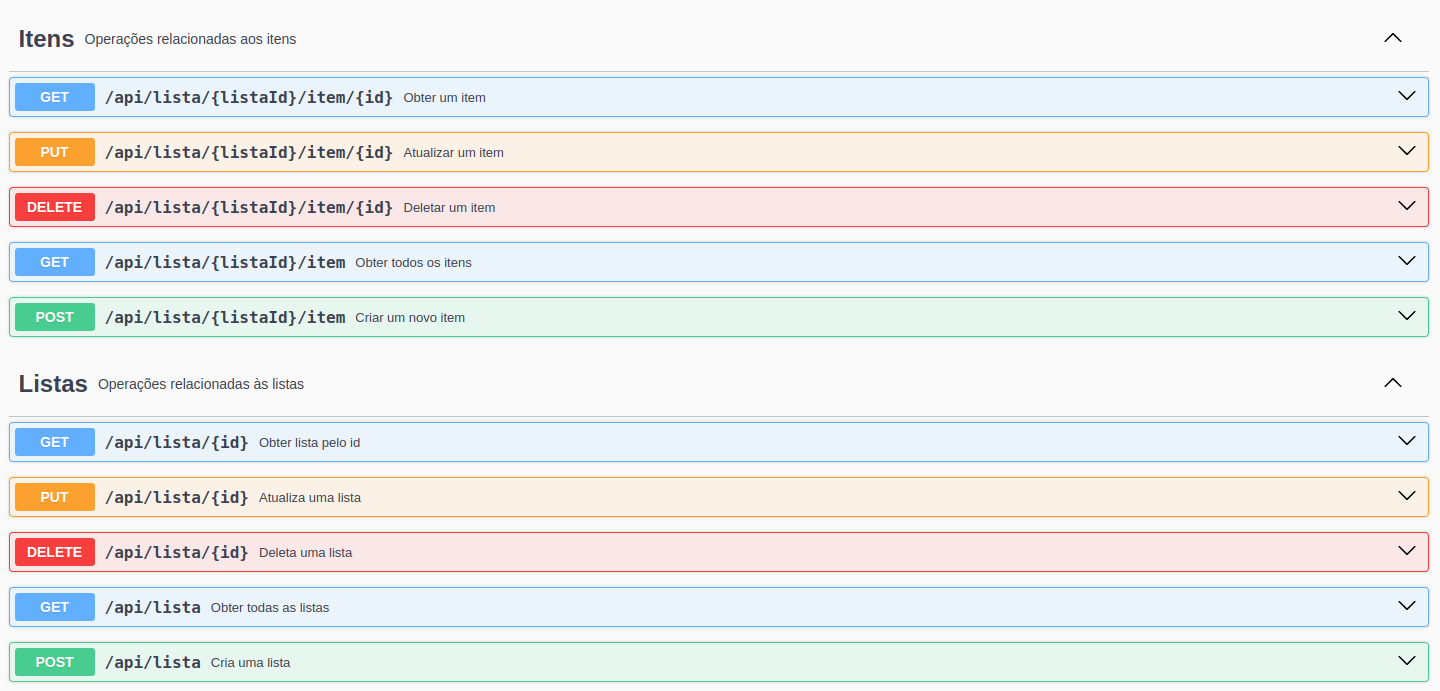 Itens Operações relacionadas aos itens
GET /api/lista/{listaId}/item/{id} Obter um item
PUT /api/lista/{listaId}/item/{id} Atualizar um item
DELETE /api/lista/{listaId}/item/{id} Deletar um item
GET /api/lista/{listaId}/item Obter todos os itens
POST /api/lista/{listaId}/item Criar um novo item
Listas Operações relacionadas às listas
GET /api/lista/{id} Obter lista pelo id
PUT /api/lista/{id} Atualiza uma lista
DELETE /api/lista/{id} Deleta uma lista
GET /api/lista Obter todas as listas
POST /api/lista Cria uma lista